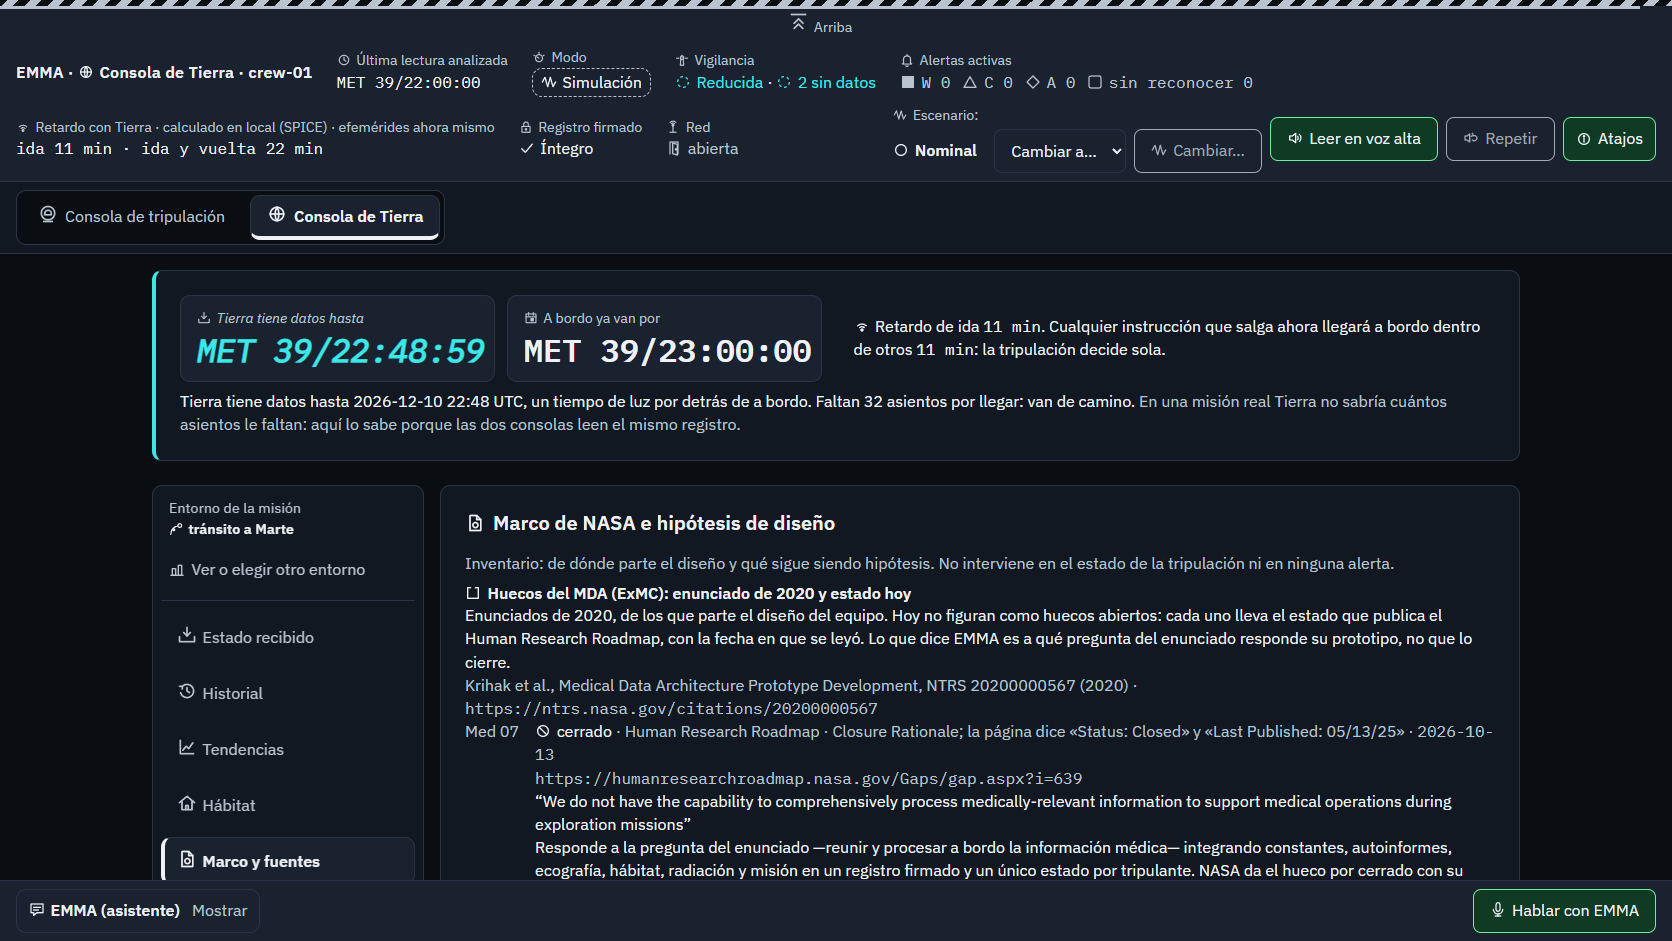 Arriba
EMMA · Consola de Tierra · crew-01
Última lectura analizada
MET 39/22:00:00
Modo
Simulación
Vigilancia
Reducida · 2 sin datos
Alertas activas
W 0 C 0 A 0 sin reconocer 0
Retardo con Tierra · calculado en local (SPICE) · efemérides ahora mismo
ida 11 min · ida y vuelta 22 min
Registro firmado
Íntegro
Red
abierta
Escenario:
Nominal
Cambiar a...
Cambiar...
Leer en voz alta
Repetir
Atajos
Consola de tripulación
Consola de Tierra
Tierra tiene datos hasta
MET 39/22:48:59
A bordo ya van por
MET 39/23:00:00
Retardo de ida 11 min. Cualquier instrucción que salga ahora llegará a bordo dentro
de otros 11 min: la tripulación decide sola.
Tierra tiene datos hasta 2026-12-10 22:48 UTC, un tiempo de luz por detrás de a bordo. Faltan 32 asientos por llegar: van de camino. En una misión real Tierra no sabría cuántos
asientos le faltan: aquí lo sabe porque las dos consolas leen el mismo registro.
Entorno de la misión
tránsito a Marte
Ver o elegir otro entorno
Estado recibido
Historial
Tendencias
Hábitat
Marco y fuentes
Marco de NASA e hipótesis de diseño
Inventario: de dónde parte el diseño y qué sigue siendo hipótesis. No interviene en el estado de la tripulación ni en ninguna alerta.
Huecos del MDA (ExMC): enunciado de 2020 y estado hoy
Enunciados de 2020, de los que parte el diseño del equipo. Hoy no figuran como huecos abiertos: cada uno lleva el estado que publica el
Human Research Roadmap, con la fecha en que se leyó. Lo que dice EMMA es a qué pregunta del enunciado responde su prototipo, no que lo
cierre.
Krihak et al., Medical Data Architecture Prototype Development, NTRS 20200000567 (2020) ·
https://ntrs.nasa.gov/citations/20200000567
Med 07 cerrado · Human Research Roadmap · Closure Rationale; la página dice «Status: Closed» y «Last Published: 05/13/25» · 2026-10-
13
https://humanresearchroadmap.nasa.gov/Gaps/gap.aspx?i=639
“We do not have the capability to comprehensively process medically-relevant information to support medical operations during
exploration missions”
Responde a la pregunta del enunciado —reunir y procesar a bordo la información médica— integrando constantes, autoinformes,
ecografía, hábitat, radiación y misión en un registro firmado y un único estado por tripulante. NASA da el hueco por cerrado con su
EMMA (asistente) Mostrar
Hablar con EMMA